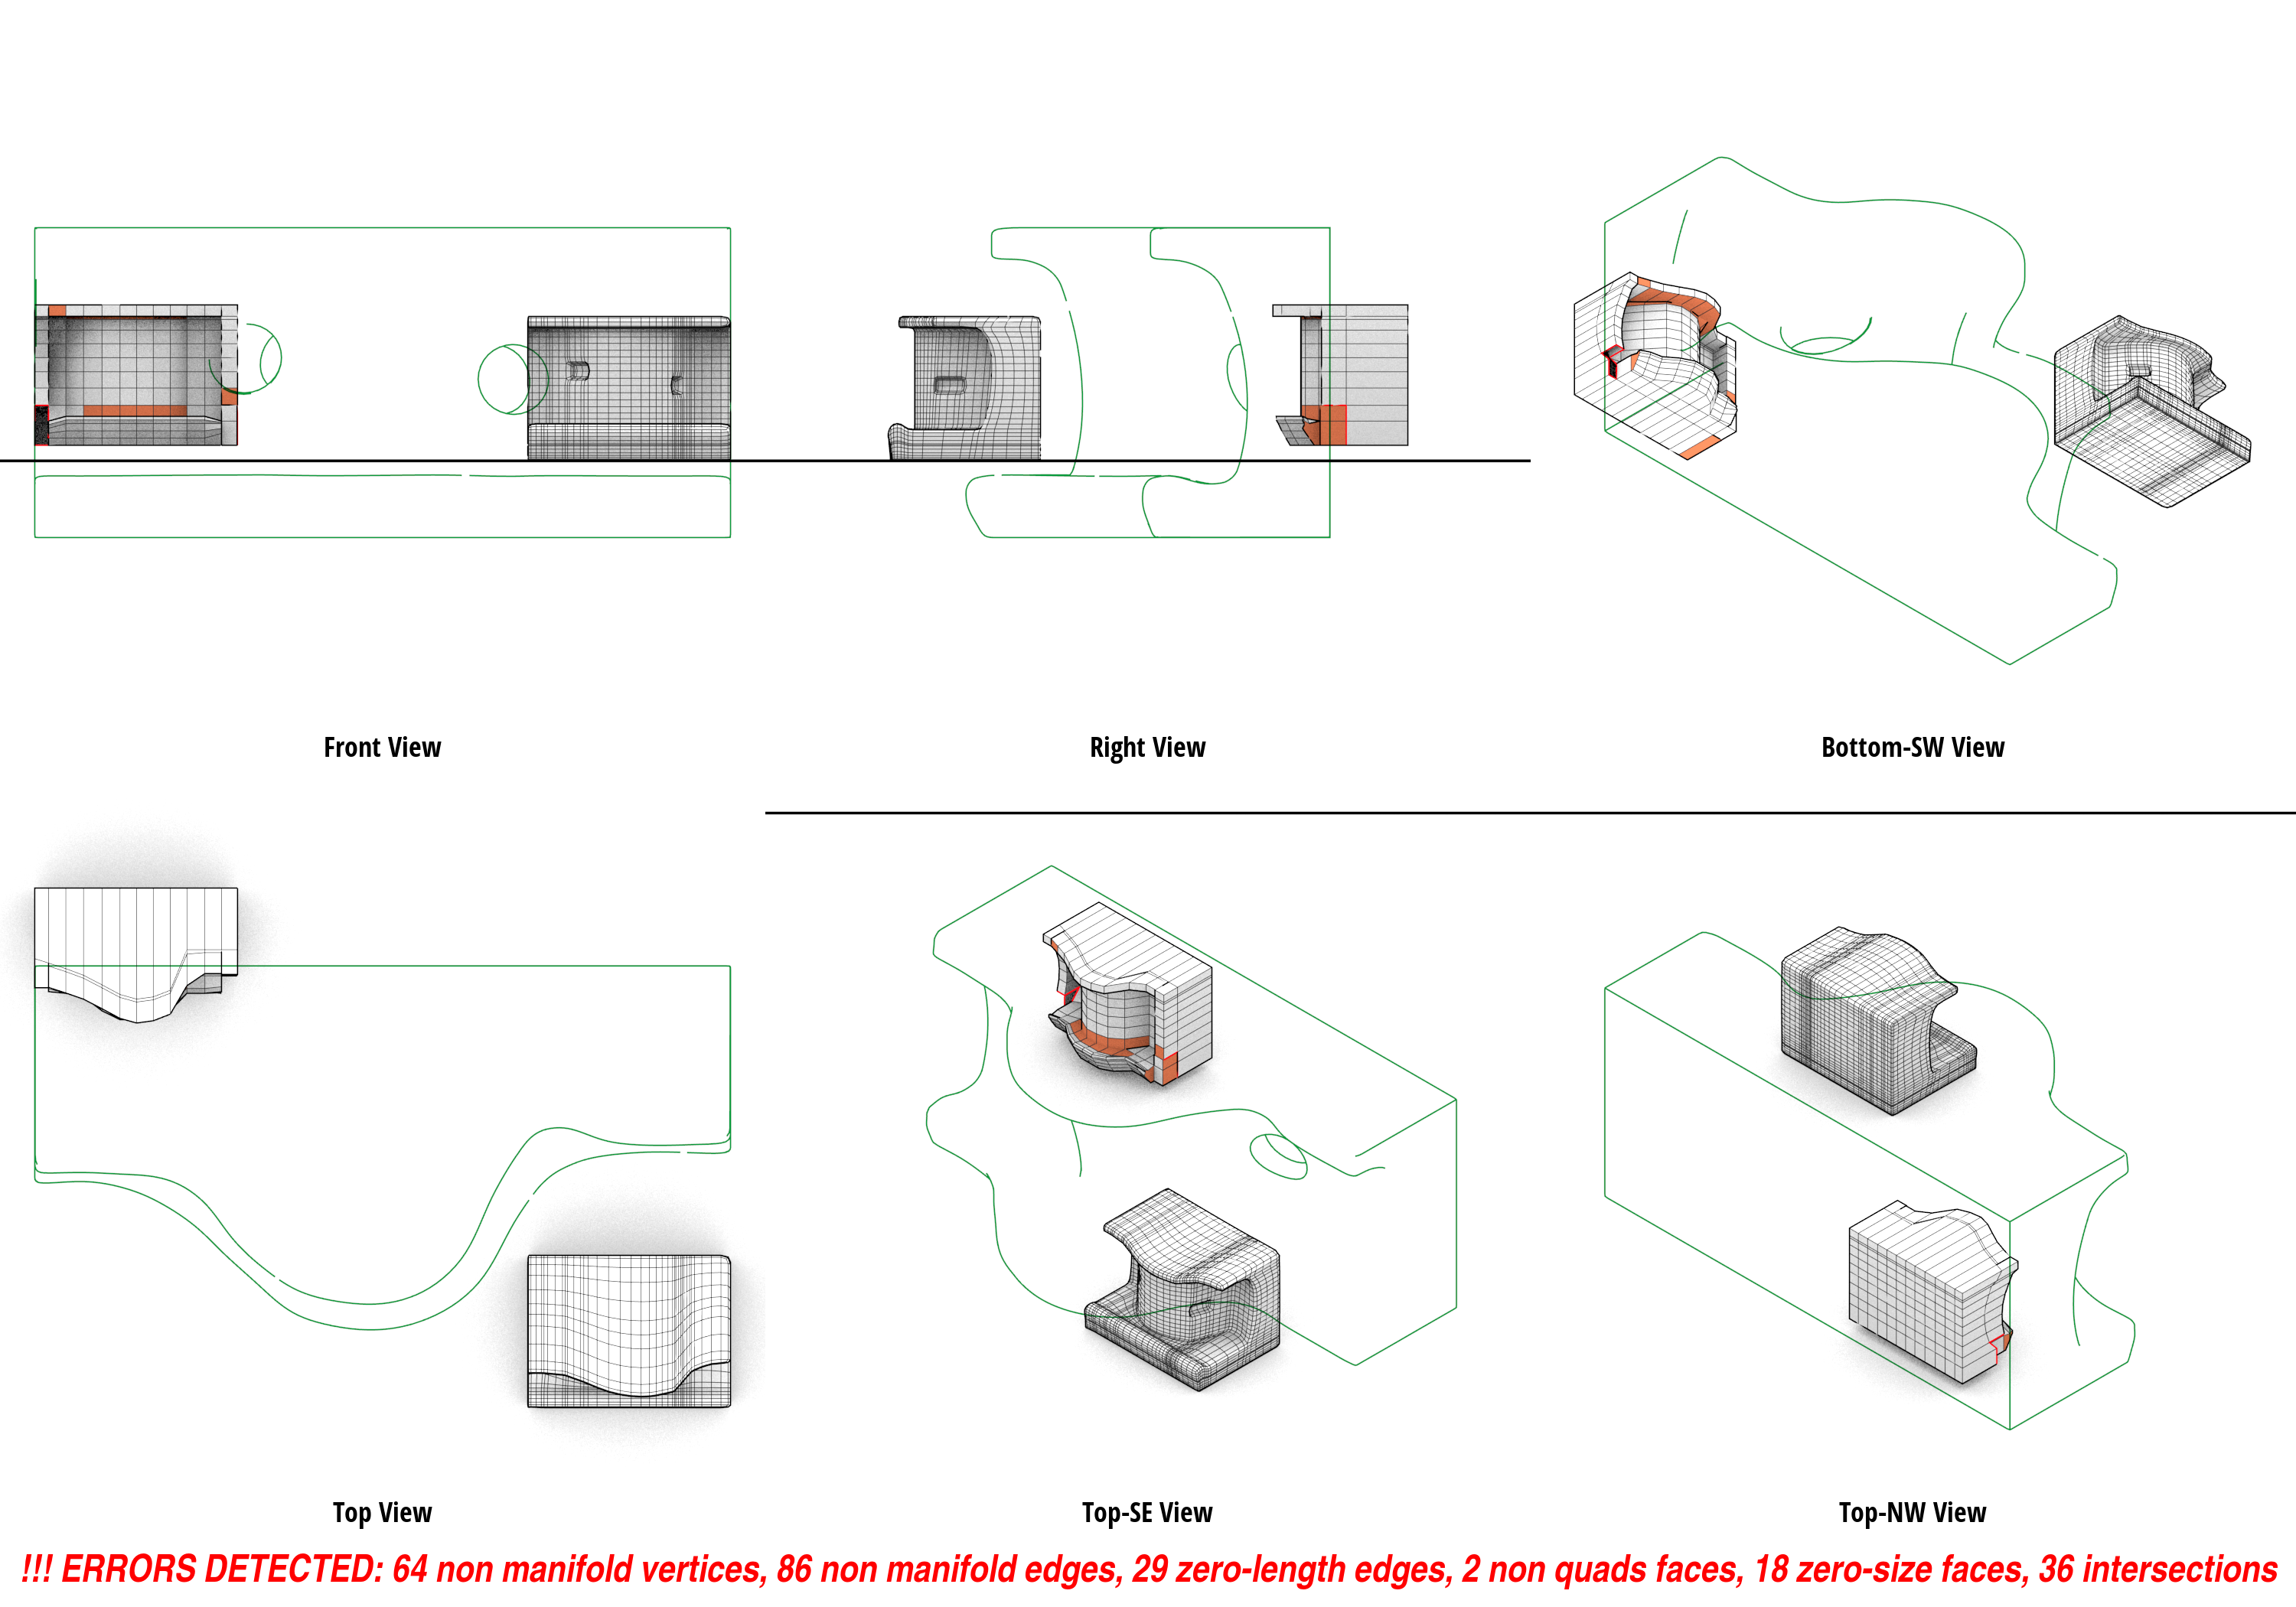 Front View
Right View
Bottom-SW View
Top View
Top-SE View
Top-NW View
!!! ERRORS DETECTED: 64 non manifold vertices, 86 non manifold edges, 29 zero-length edges, 2 non quads faces, 18 zero-size faces, 36 intersections